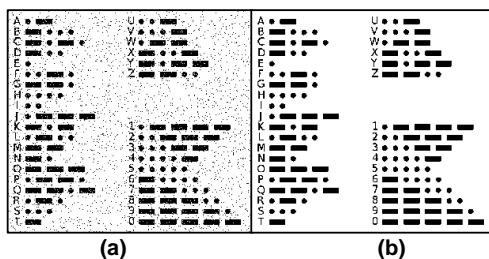 A
B
C
D
E
F
G
H
I
J
K
L
M
N
O
P
Q
R
S
T
U
V
W
X
Y
Z
1
2
3
4
5
6
7
8
9
0
(a)
A
B
C
D
E
F
G
H
I
J
K
L
M
N
O
P
Q
R
S
T
U
V
W
X
Y
Z
1
2
3
4
5
6
7
8
9
0
(b)